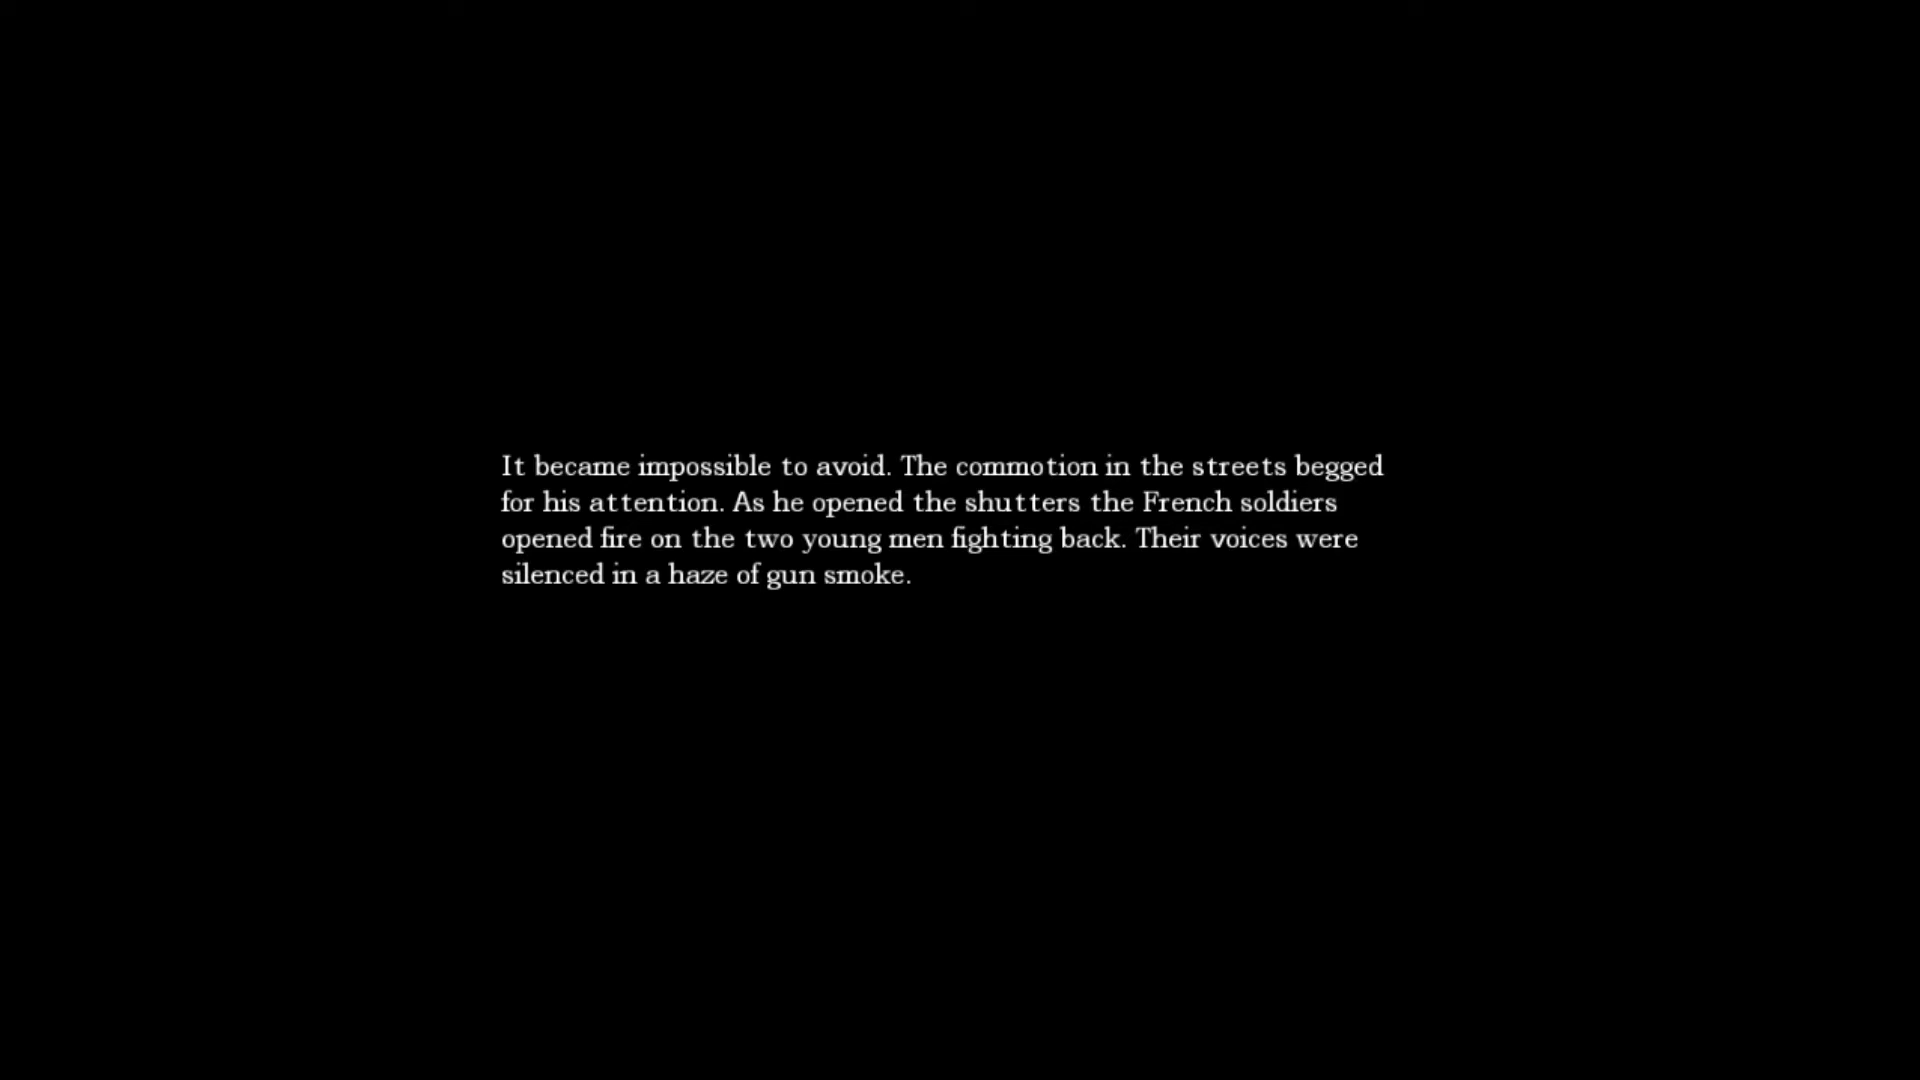 It became impossible to avoid. The commotion in the streets begged
for his attention. As he opened the shutters the French soldiers
opened fire on the two young men fighting back. Their voices were
silenced in a haze of gun smoke.